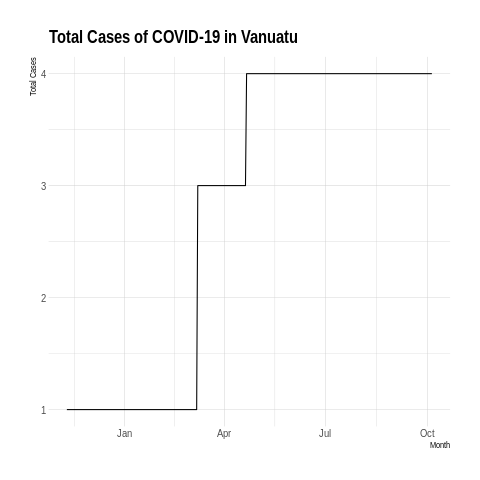 Total Cases of COVID-19 in Vanuatu
Total Cases
4
3
2
1
Jan Apr Jul Oct
Month